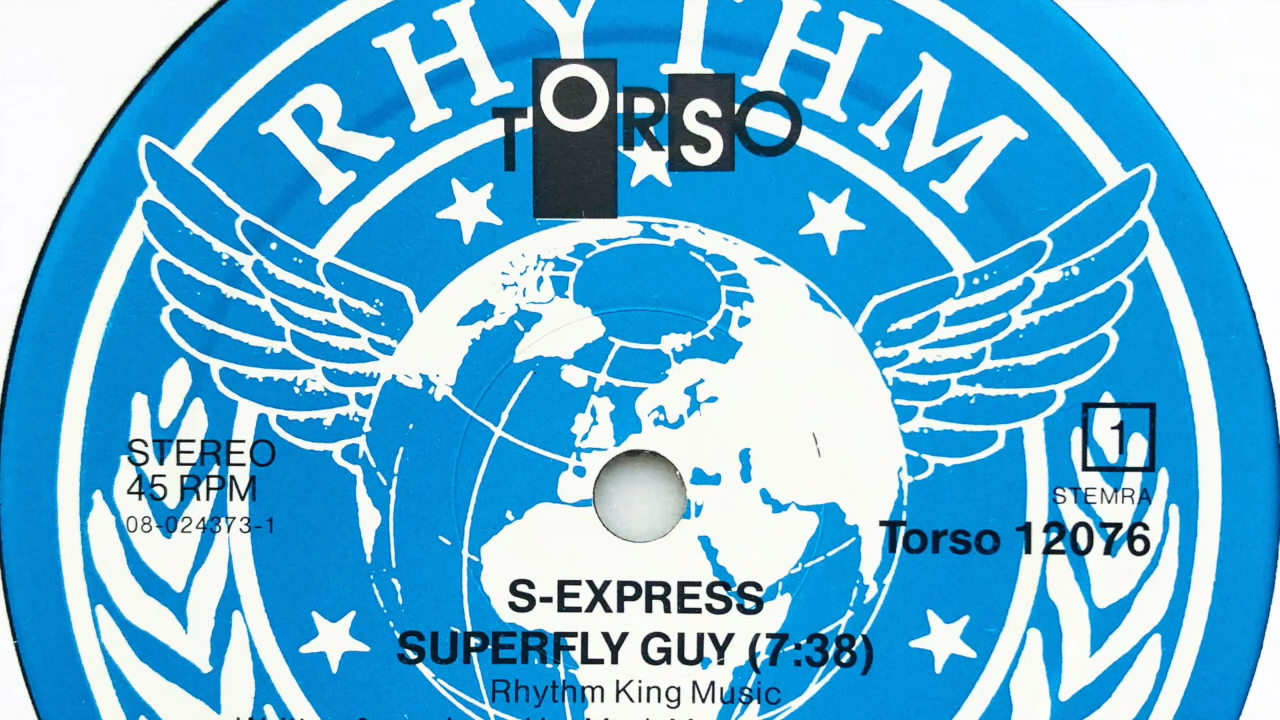 RHYTHM
TORSO
STEREO
45 RPM
08-024373-1
1
STEMRA
Torso 12076
S-EXPRESS
SUPERFLY GUY (7:38)
Rhythm King Music